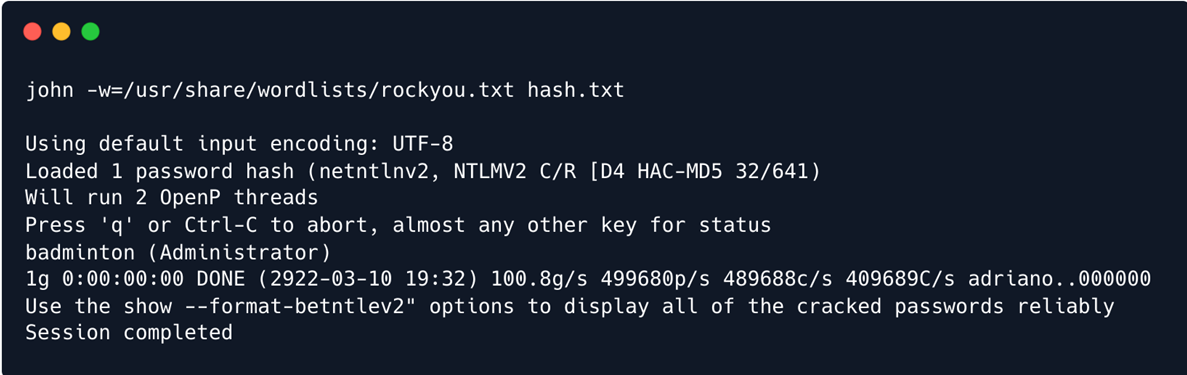 john -w=/usr/share/wordlists/rockyou.txt hash.txt
Using default input encoding: UTF-8
Loaded 1 password hash (netntlnv2, NTLMV2 C/R [D4 HAC-MD5 32/641)
Will run 2 OpenP threads
Press 'q' or Ctrl-C to abort, almost any other key for status
badminton (Administrator)
1g 0:00:00:00 DONE (2922-03-10 19:32) 100.8g/s 499680p/s 489688c/s 409689C/s adriano..000000
Use the show --format-betntlev2" options to display all of the cracked passwords reliably
Session completed